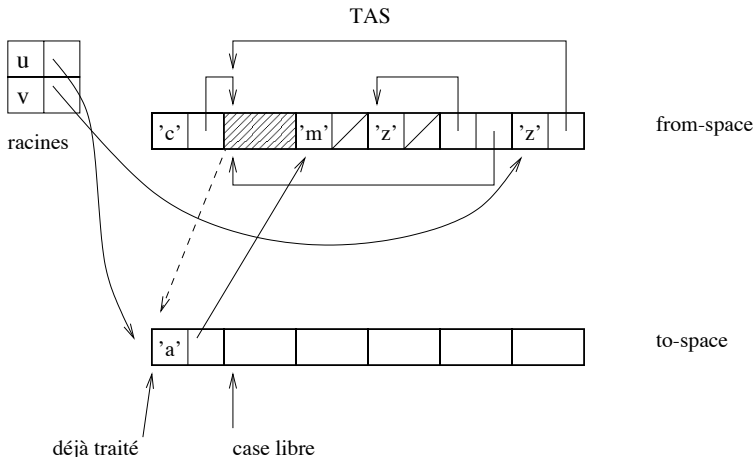 TAS
u
v
racines
'c' 'm' 'z' 'z'
from-space
'a'
to-space
déjà traité
case libre